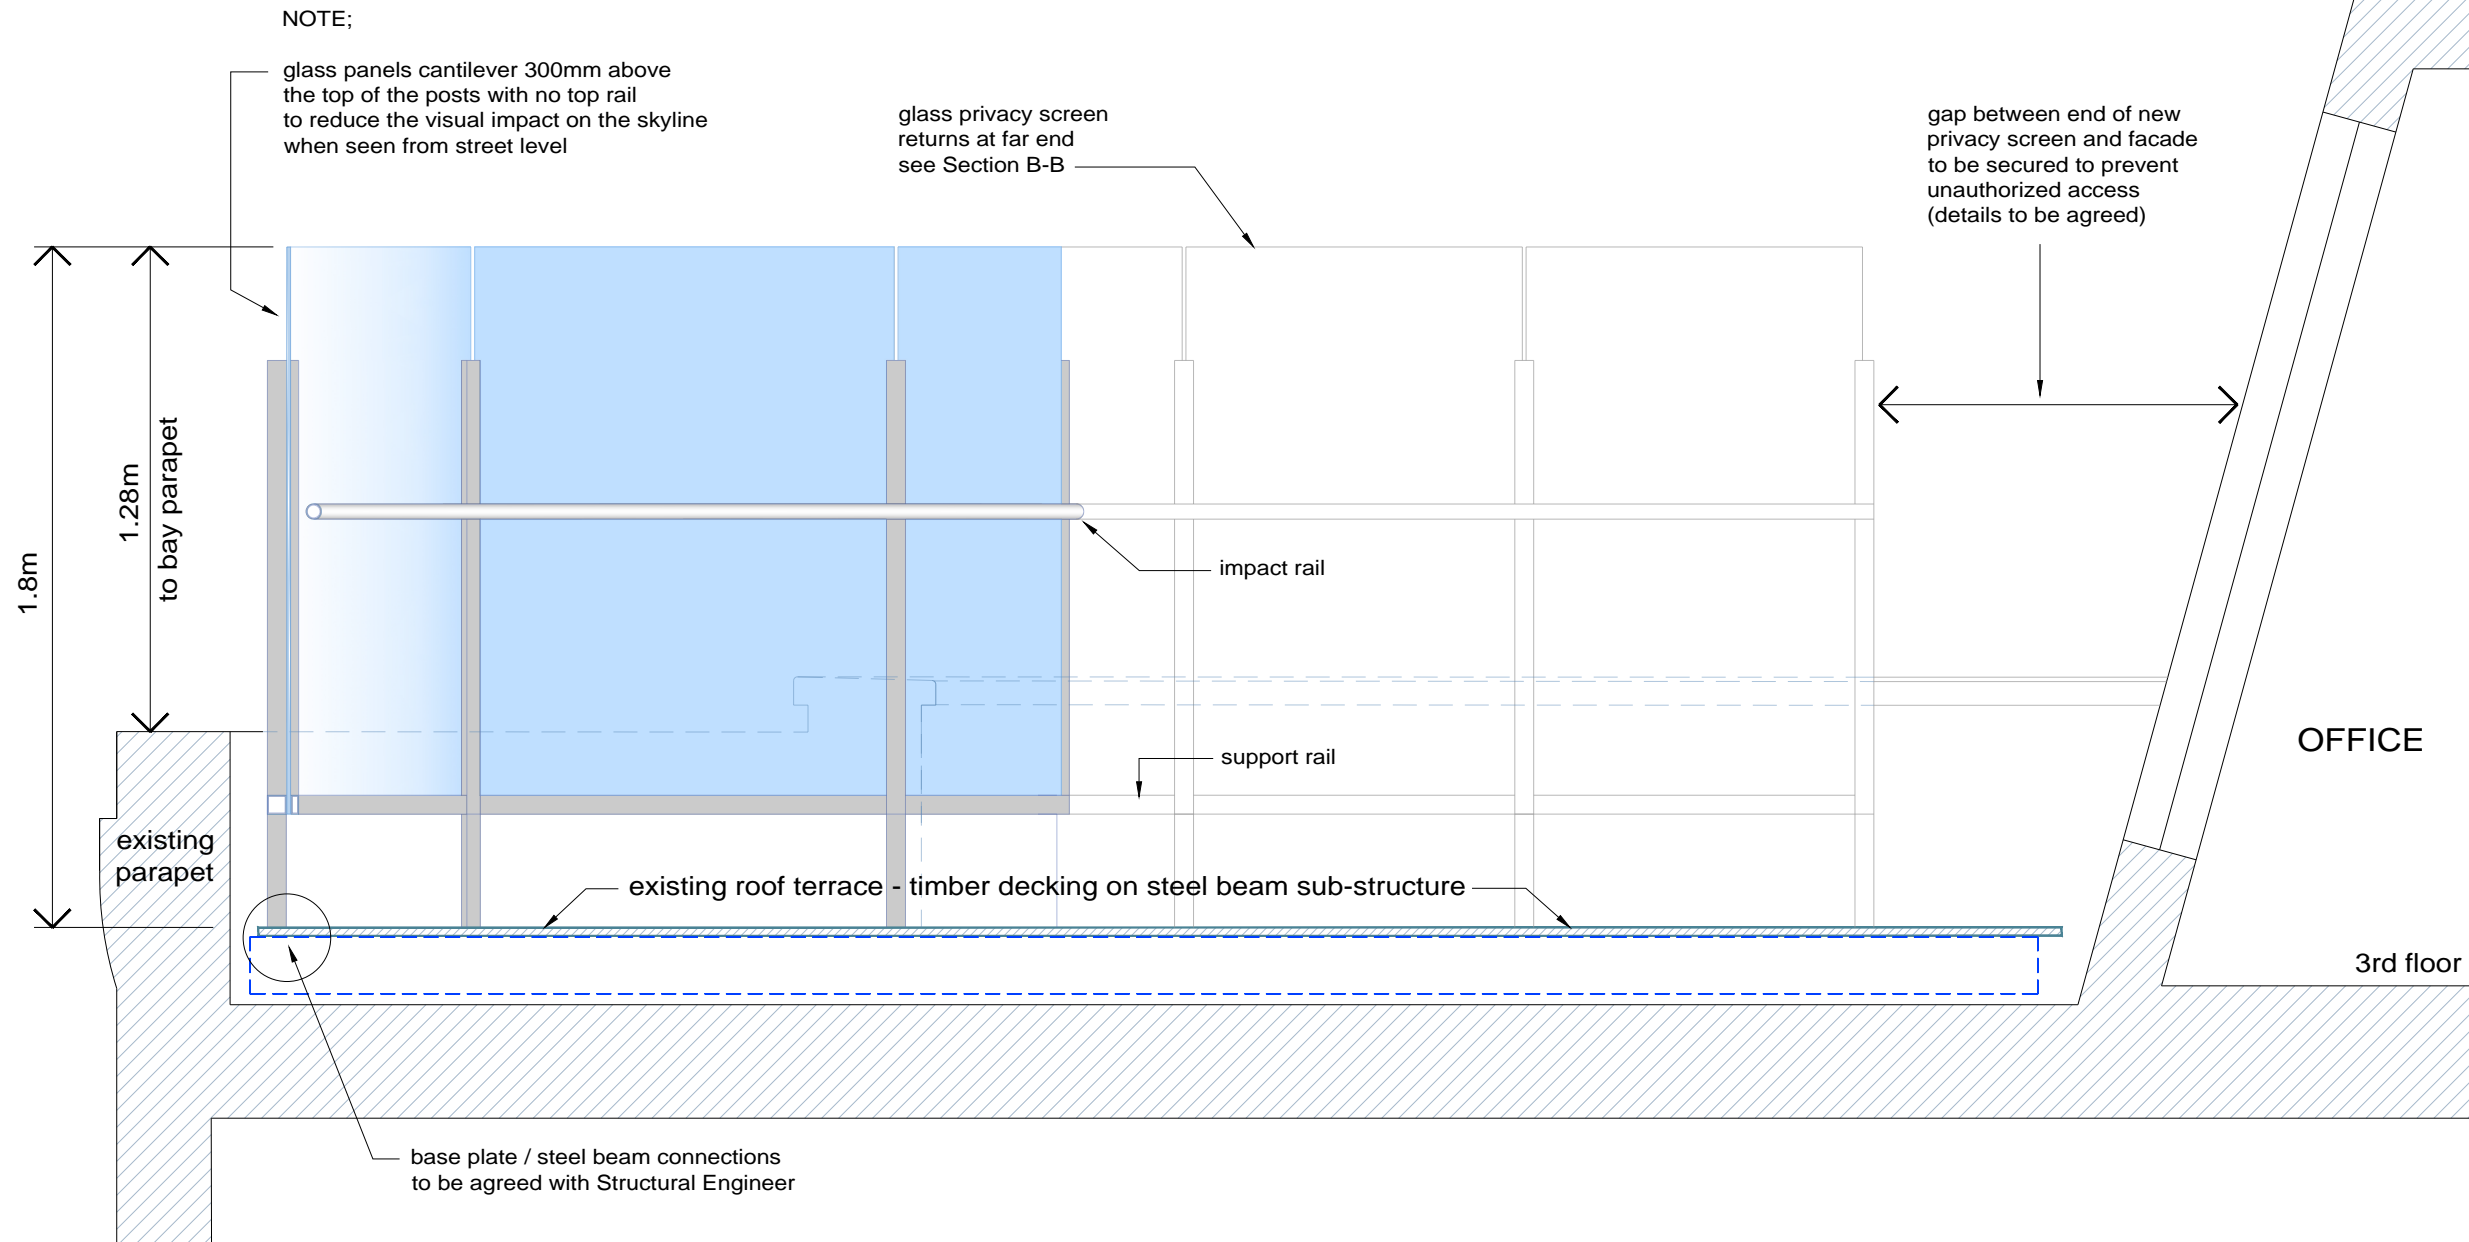 NOTE;
glass panels cantilever 300mm above
the top of the posts with no top rail
to reduce the visual impact on the skyline
when seen from street level
glass privacy screen
returns at far end
see Section B-B
gap between end of new
privacy screen and facade
to be secured to prevent
unauthorized access
(details to be agreed)
1.8m
1.28m
to bay parapet
impact rail
support rail
OFFICE
existing
parapet
existing roof terrace - timber decking on steel beam sub-structure
3rd floor
base plate / steel beam connections
to be agreed with Structural Engineer